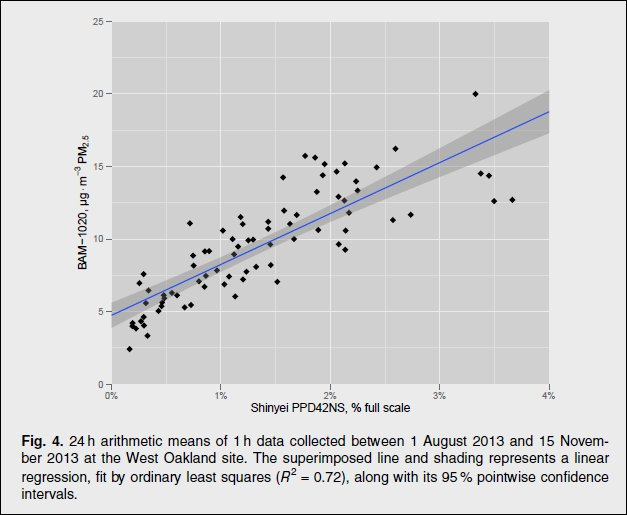 25
20
15
10
5
0
BAM−1020, μg · m⁻³ PM₂.₅
0% 1% 2% 3% 4%
Shinyei PPD42NS, % full scale
Fig. 4. 24 h arithmetic means of 1 h data collected between 1 August 2013 and 15 Novem-
ber 2013 at the West Oakland site. The superimposed line and shading represents a linear
regression, fit by ordinary least squares (R² = 0.72), along with its 95 % pointwise confidence
intervals.